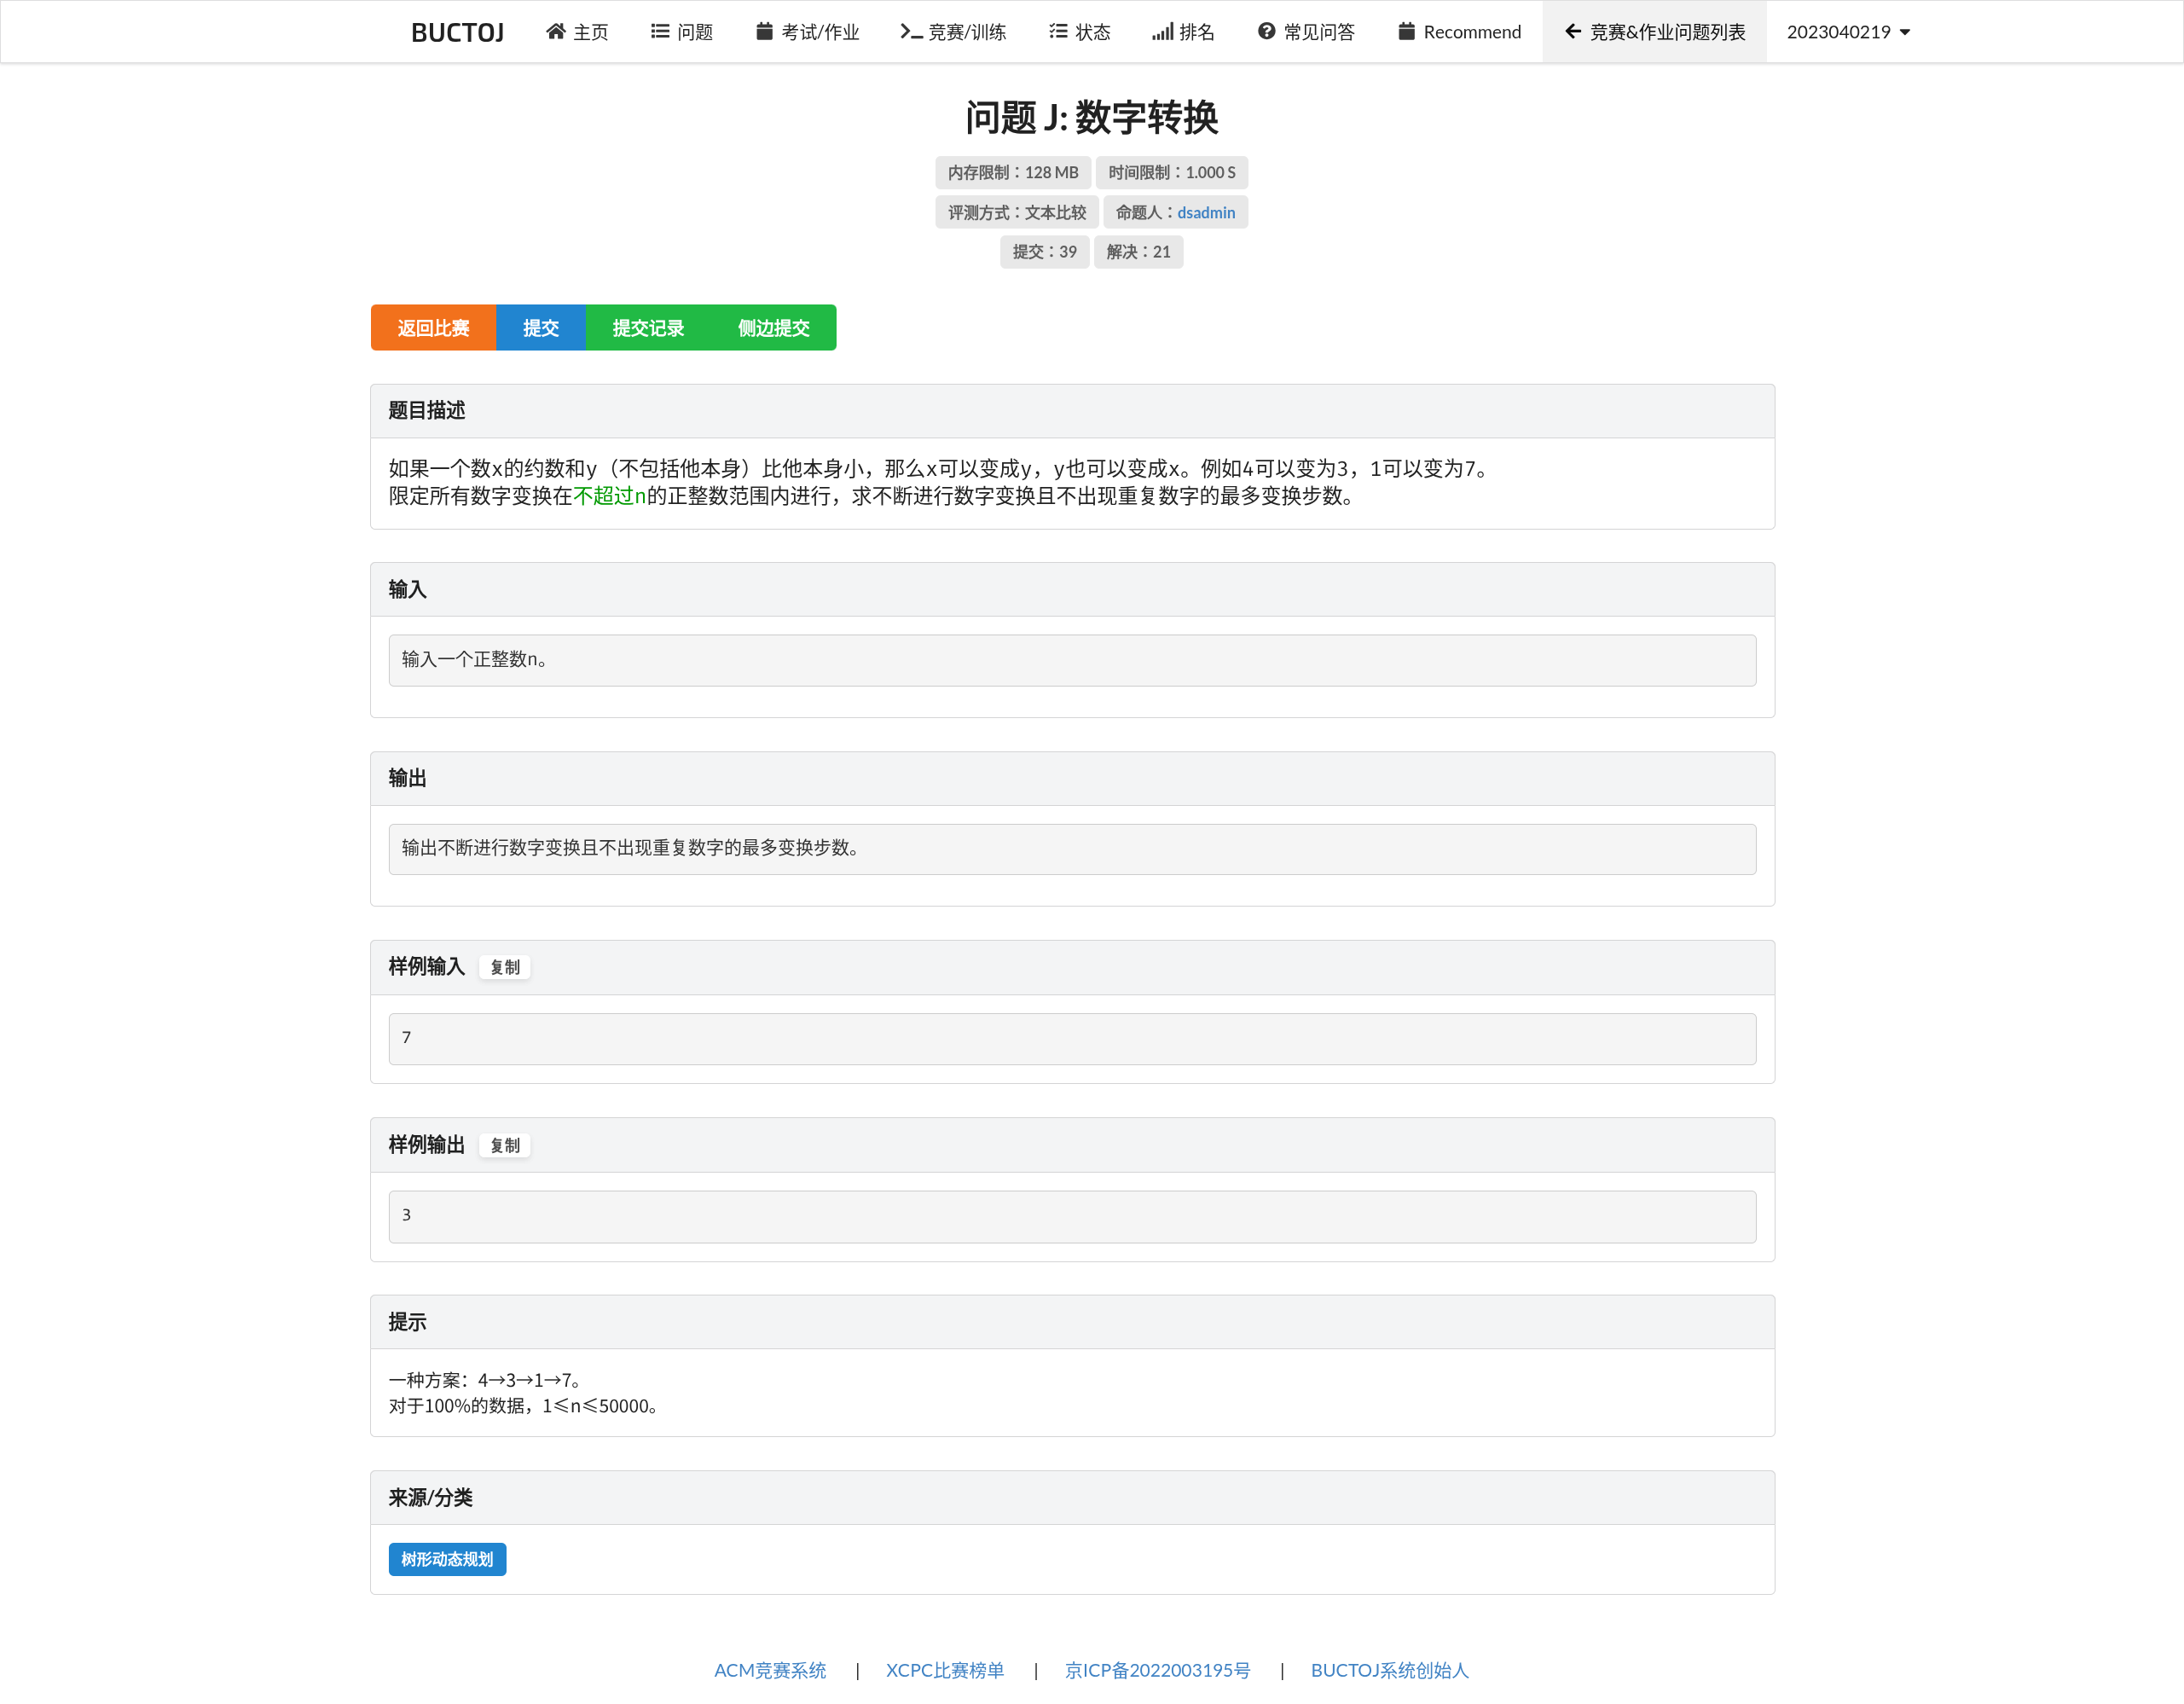 BUCTOJ 主页 问题 考试/作业 竞赛/训练 状态 排名 常见问答 Recommend 竞赛&作业问题列表 2023040219
问题 J: 数字转换
内存限制：128 MB 时间限制：1.000 S
评测方式：文本比较 命题人：dsadmin
提交：39 解决：21
返回比赛 提交 提交记录 侧边提交
题目描述
如果一个数x的约数和y（不包括他本身）比他本身小，那么x可以变成y，y也可以变成x。例如4可以变为3，1可以变为7。
限定所有数字变换在不超过n的正整数范围内进行，求不断进行数字变换且不出现重复数字的最多变换步数。
输入
输入一个正整数n。
输出
输出不断进行数字变换且不出现重复数字的最多变换步数。
样例输入 复制
7
样例输出 复制
3
提示
一种方案：4→3→1→7。
对于100%的数据，1≤n≤50000。
来源/分类
树形动态规划
ACM竞赛系统 | XCPC比赛榜单 | 京ICP备2022003195号 | BUCTOJ系统创始人